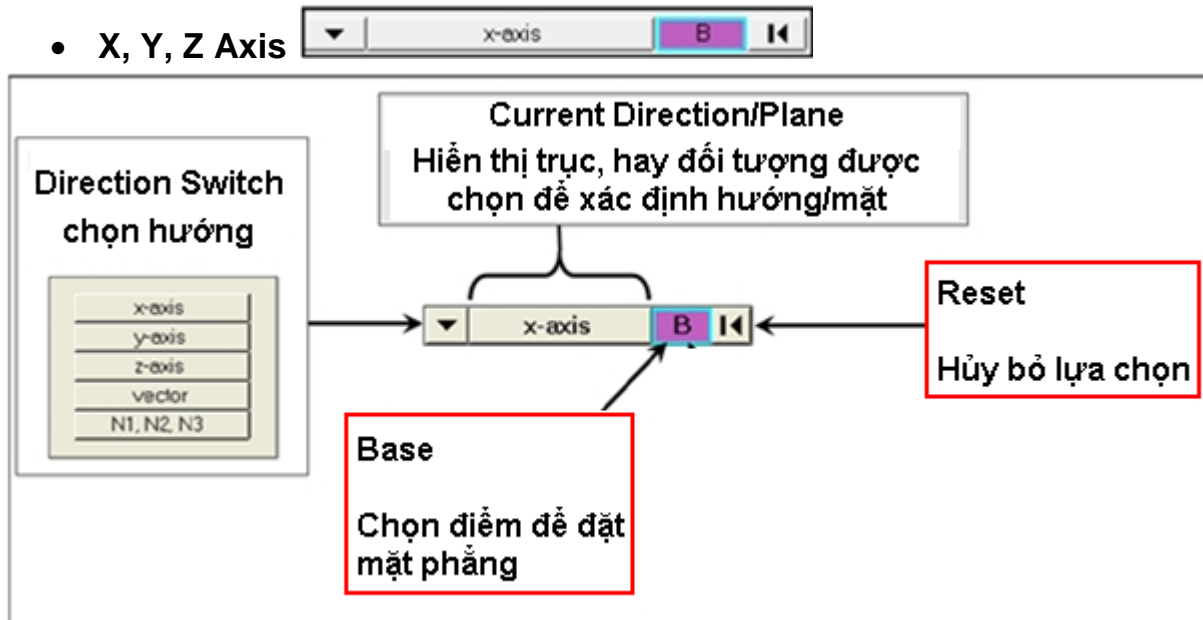 • X, Y, Z Axis x-axis B
Current Direction/Plane
Hiển thị trục, hay đối tượng được
chọn để xác định hướng/mặt
Direction Switch
chọn hướng
x-axis
y-axis
z-axis
vector
N1, N2, N3
x-axis B
Reset
Hủy bỏ lựa chọn
Base
Chọn điểm để đặt
mặt phẳng